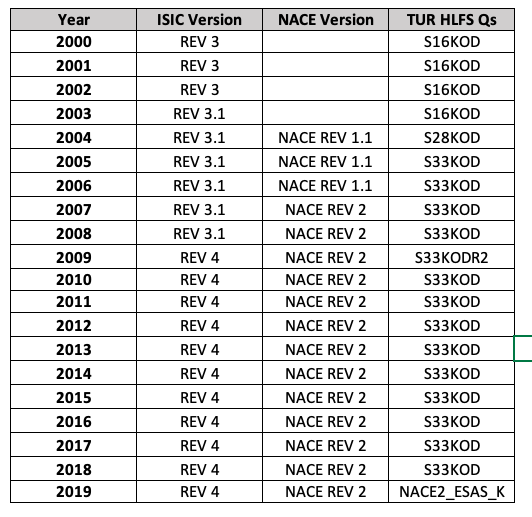 Year ISIC Version NACE Version TUR HLFS Qs
2000 REV 3 S16KOD
2001 REV 3 S16KOD
2002 REV 3 S16KOD
2003 REV 3.1 S16KOD
2004 REV 3.1 NACE REV 1.1 S28KOD
2005 REV 3.1 NACE REV 1.1 S33KOD
2006 REV 3.1 NACE REV 1.1 S33KOD
2007 REV 3.1 NACE REV 2 S33KOD
2008 REV 3.1 NACE REV 2 S33KOD
2009 REV 4 NACE REV 2 S33KODR2
2010 REV 4 NACE REV 2 S33KOD
2011 REV 4 NACE REV 2 S33KOD
2012 REV 4 NACE REV 2 S33KOD
2013 REV 4 NACE REV 2 S33KOD
2014 REV 4 NACE REV 2 S33KOD
2015 REV 4 NACE REV 2 S33KOD
2016 REV 4 NACE REV 2 S33KOD
2017 REV 4 NACE REV 2 S33KOD
2018 REV 4 NACE REV 2 S33KOD
2019 REV 4 NACE REV 2 NACE2_ESAS_K